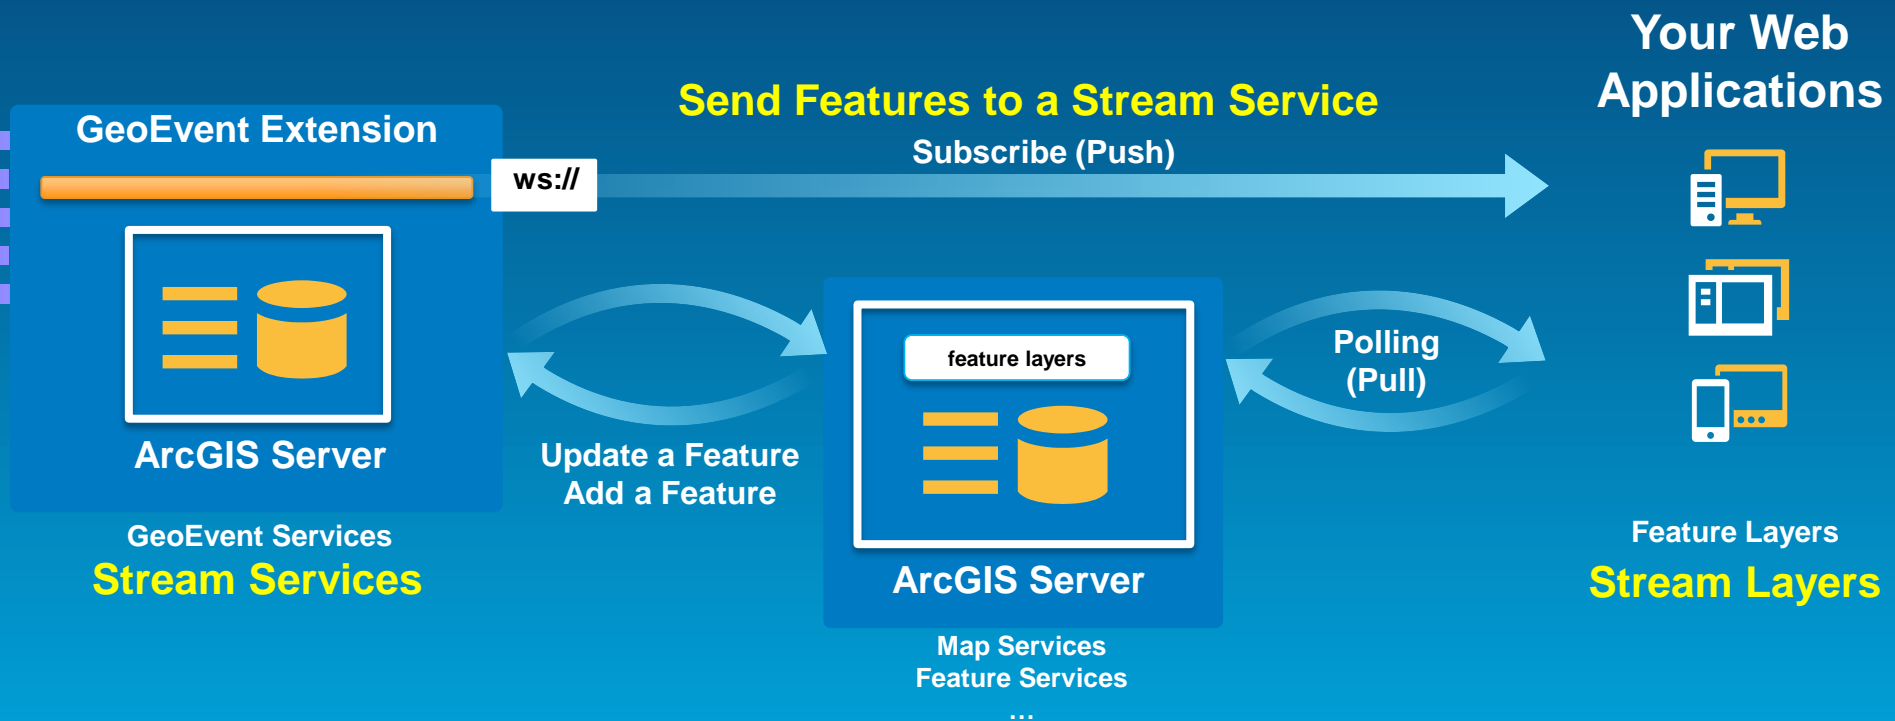 Your Web
Applications
Send Features to a Stream Service
Subscribe (Push)
GeoEvent Extension
ws://
feature layers
Polling
(Pull)
ArcGIS Server
Update a Feature
Add a Feature
GeoEvent Services
Stream Services
ArcGIS Server
Map Services
Feature Services
...
Feature Layers
Stream Layers